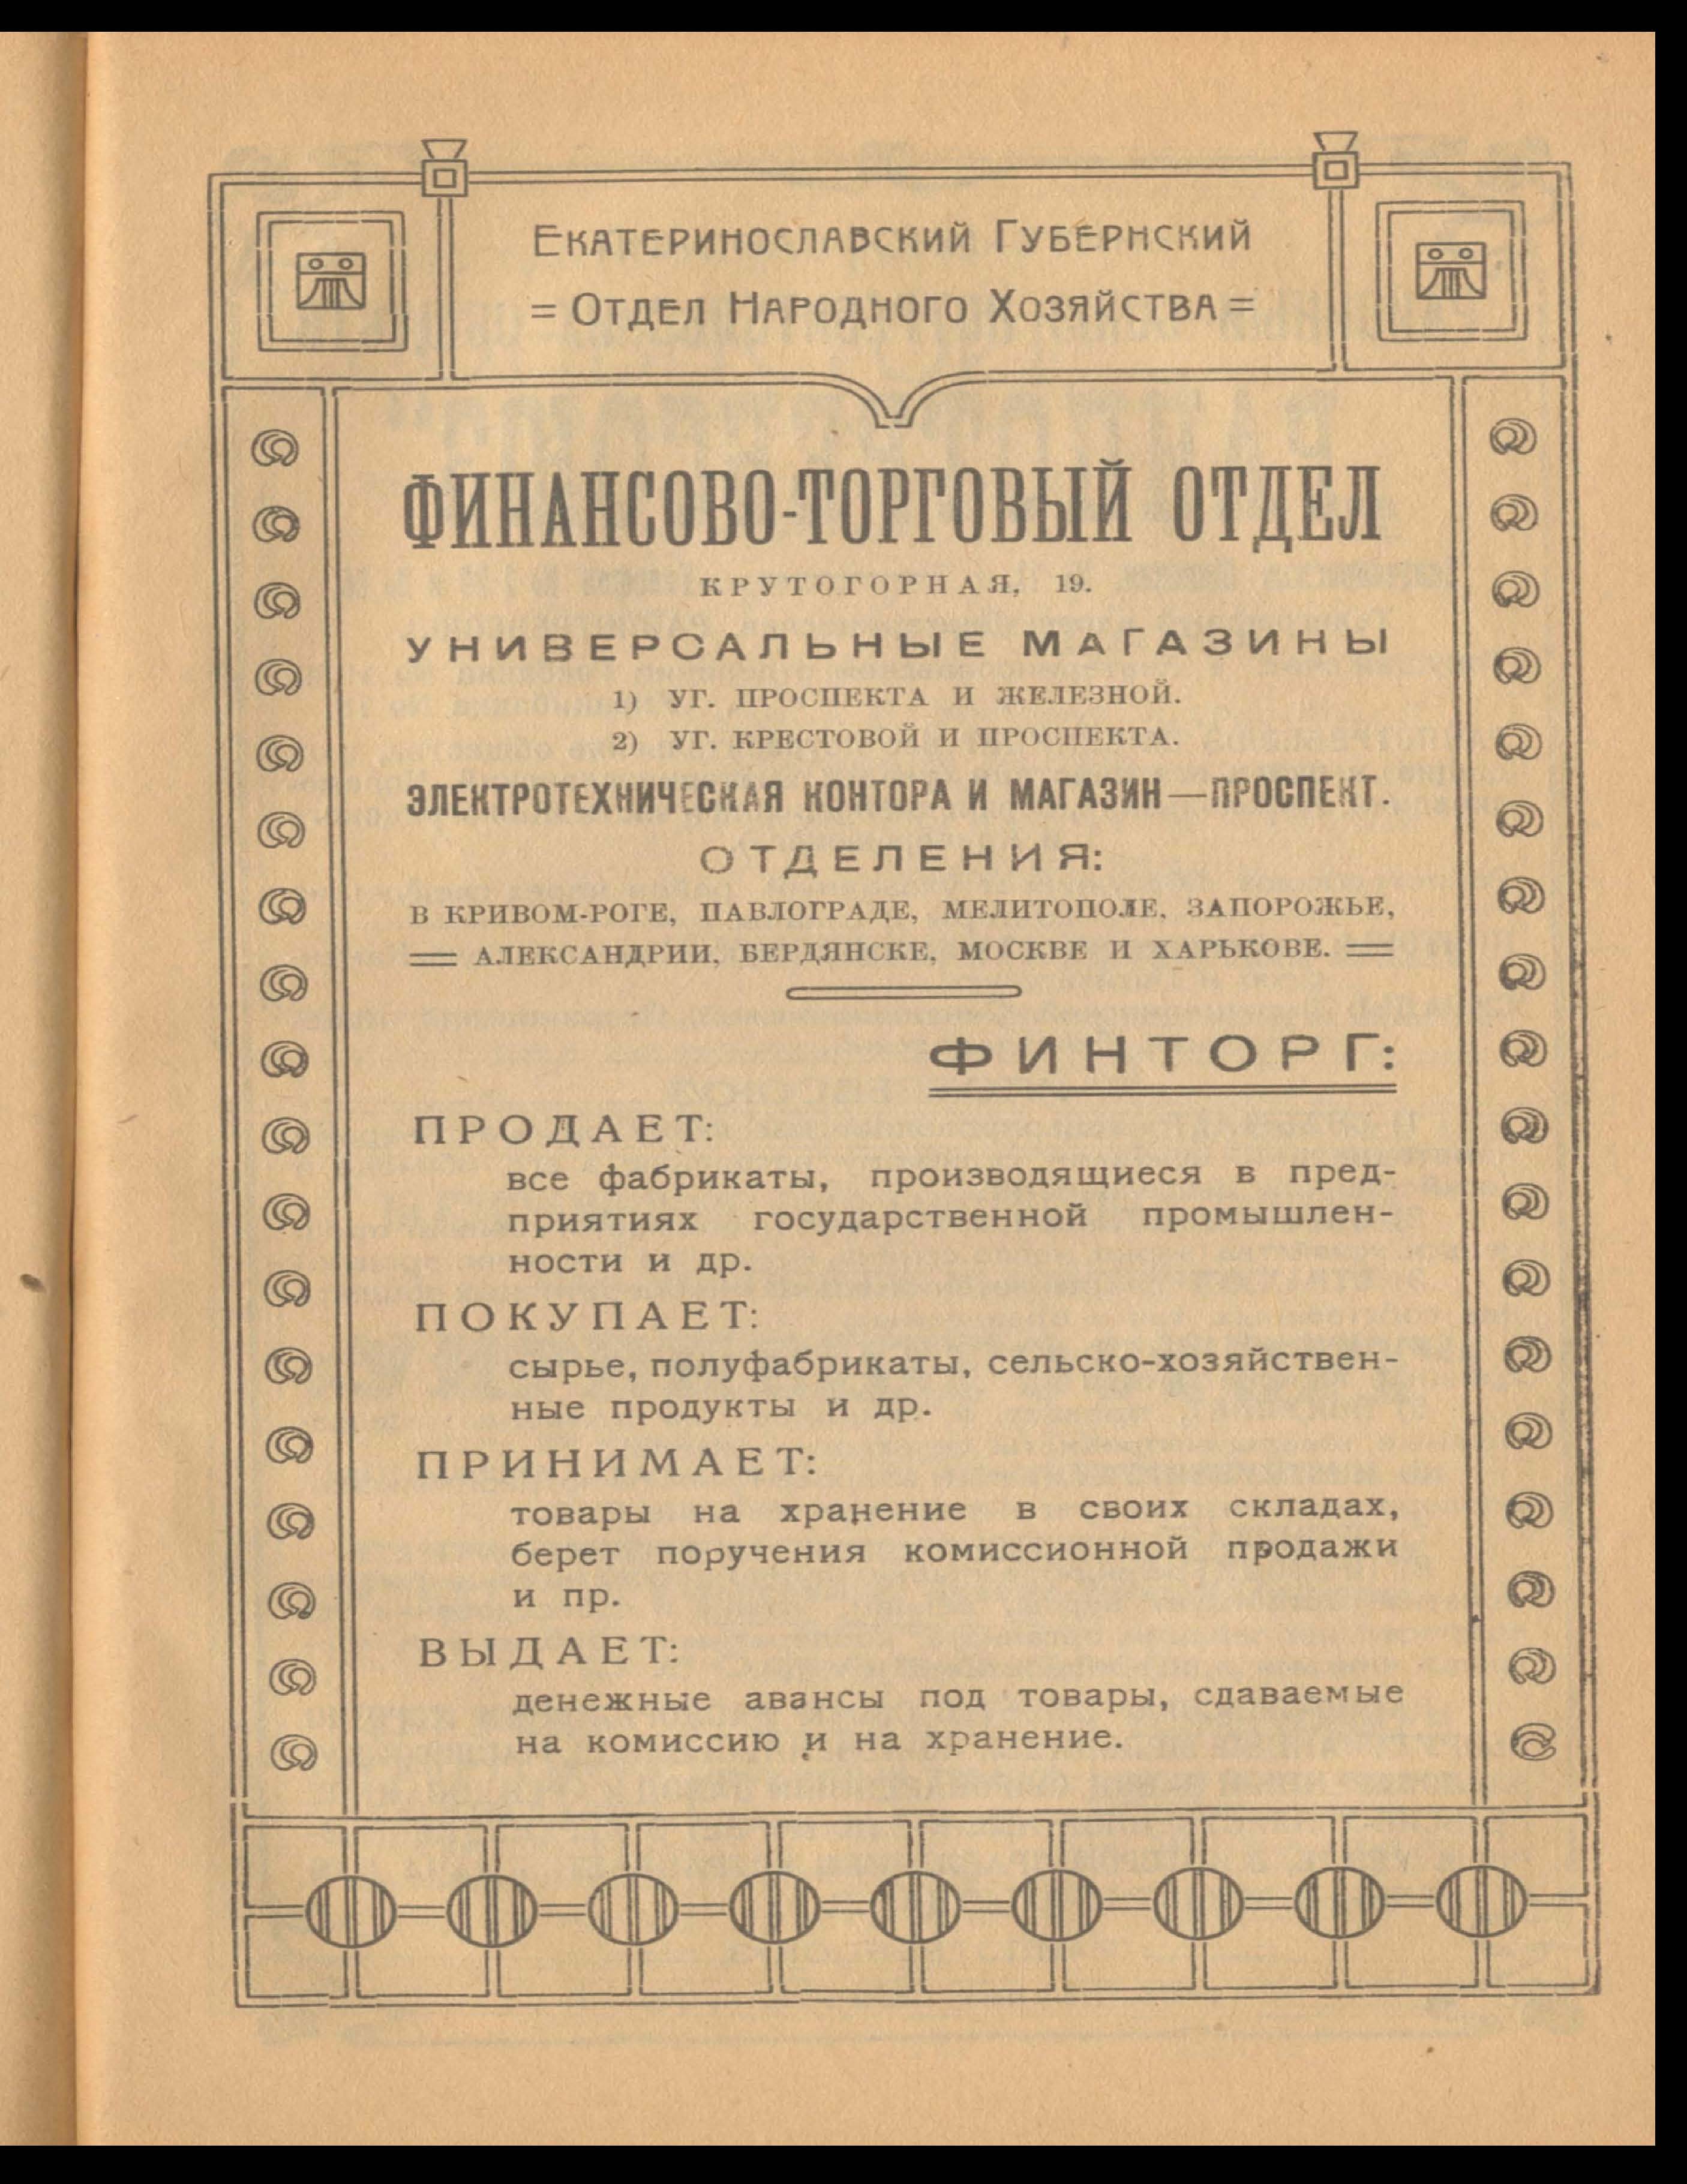 Екатеринославский Губернский
= Отдел Народного Хозяйства =
ФИНАНСОВО-ТОРГОВЫЙ ОТДЕЛ
КРУТОГОРНАЯ, 19.
УНИВЕРСАЛЬНЫЕ МАГАЗИНЫ
1) УГ. ПРОСПЕКТА И ЖЕЛЕЗНОЙ.
2) УГ. КРЕСТОВОЙ И ПРОСПЕКТА.
ЭЛЕКТРОТЕХНИЧЕСКАЯ КОНТОРА И МАГАЗИН—ПРОСПЕКТ.
ОТДЕЛЕНИЯ:
В КРИВОМ-РОГЕ, ПАВЛОГРАДЕ, МЕЛИТОПОЛЕ, ЗАПОРОЖЬЕ,
= АЛЕКСАНДРИИ, БЕРДЯНСКЕ, МОСКВЕ И ХАРЬКОВЕ. =
ФИНТОРГ:
ПРОДАЕТ:
все фабрикаты, производящиеся в пред-
приятиях государственной промышлен-
ности и др.
ПОКУПАЕТ:
сырье, полуфабрикаты, сельско-хозяйствен-
ные продукты и др.
ПРИНИМАЕТ:
товары на хранение в своих складах,
берет поручения комиссионной продажи
и пр.
ВЫДАЕТ:
денежные авансы под товары, сдаваемые
на комиссию и на хранение.